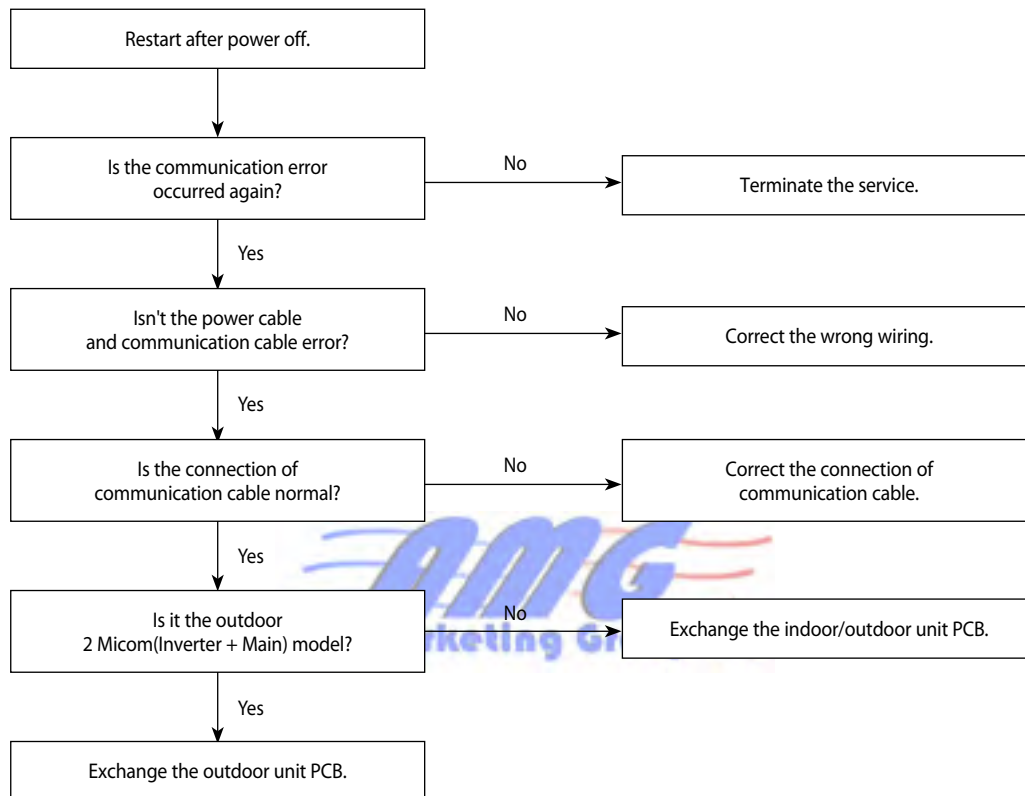 Restart after power off.
Is the communication error
occurred again?
No
Terminate the service.
Yes
Isn't the power cable
and communication cable error?
No
Correct the wrong wiring.
Yes
Is the connection of
communication cable normal?
No
Correct the connection of
communication cable.
Yes
AMG
Is it the outdoor
2 Micom(Inverter + Main) model?
No
Exchange the indoor/outdoor unit PCB.
Yes
Exchange the outdoor unit PCB.